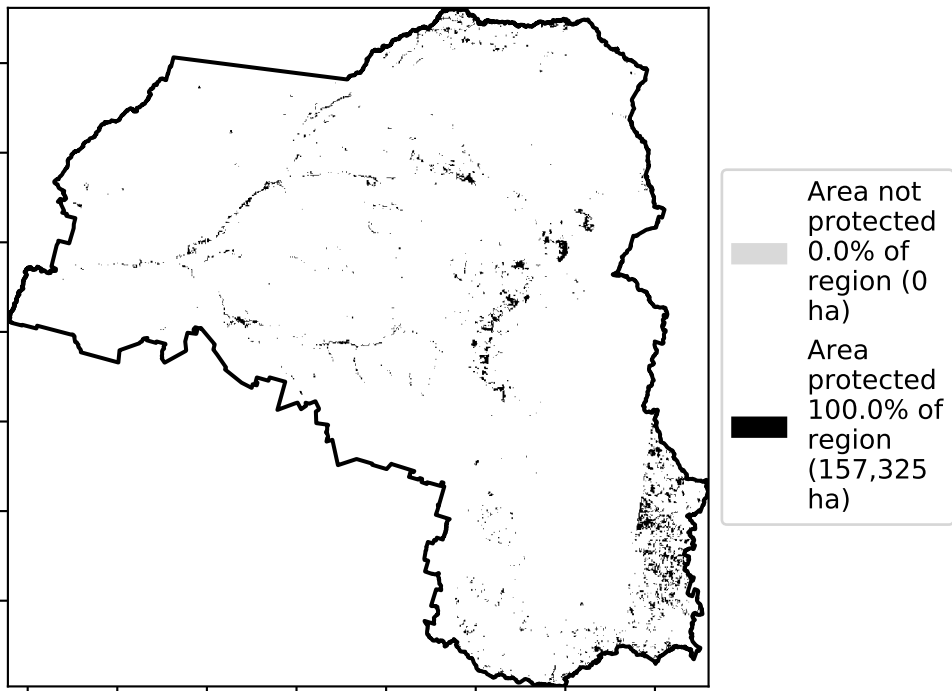 Area not
protected
0.0% of
region (0
ha)
Area
protected
100.0% of
region
(157,325
ha)